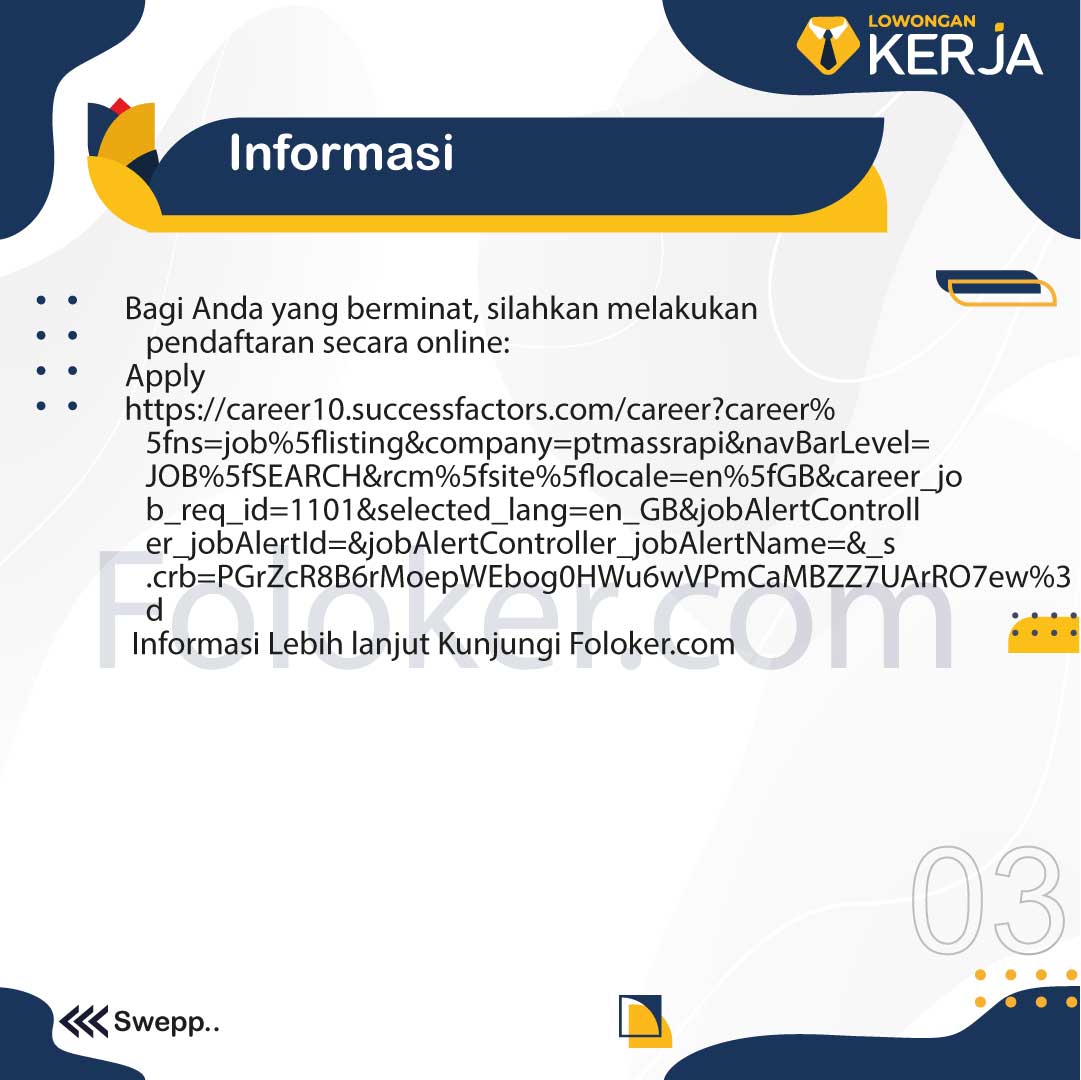 LOWONGAN
KERJA
Informasi
Bagi Anda yang berminat, silahkan melakukan
pendaftaran secara online:
Apply
https://career10.successfactors.com/career?career%
5fns=job%5flisting&company=ptmassrapi&navBarLevel=
JOB%5fSEARCH&rcm%5fsite%5flocale=en%5fGB&career_jo
b_req_id=1101&selected_lang=en_GB&jobAlertControll
er_jobAlertId=&jobAlertController_jobAlertName=&_s
.crb=PGrZcR8B6rMoepWEbog0HWu6wVPmCaMBZZ7UArRO7ew%3
d
Informasi Lebih lanjut Kunjungi Foloker.com
Foloker.com
03
Swepp..